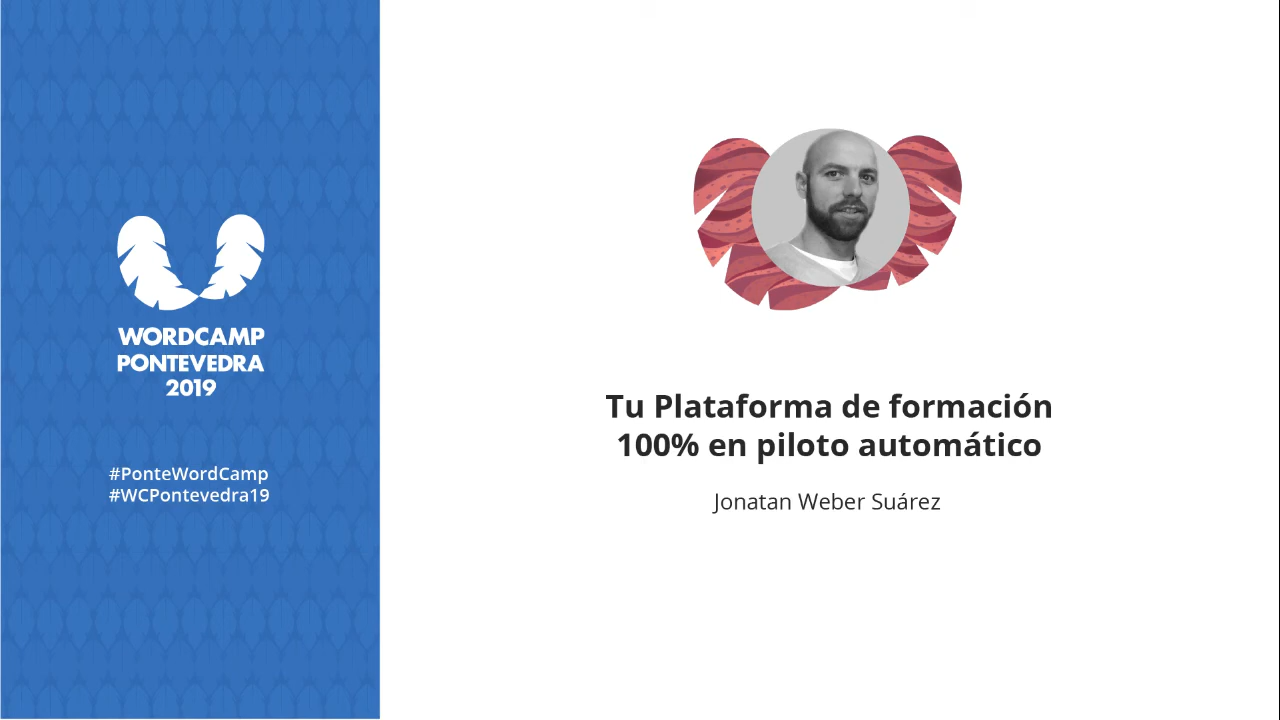 WORDCAMP
PONTEVEDRA
2019
#PonteWordCamp
#WCPontevedra19
Tu Plataforma de formación
100% en piloto automático
Jonatan Weber Suárez